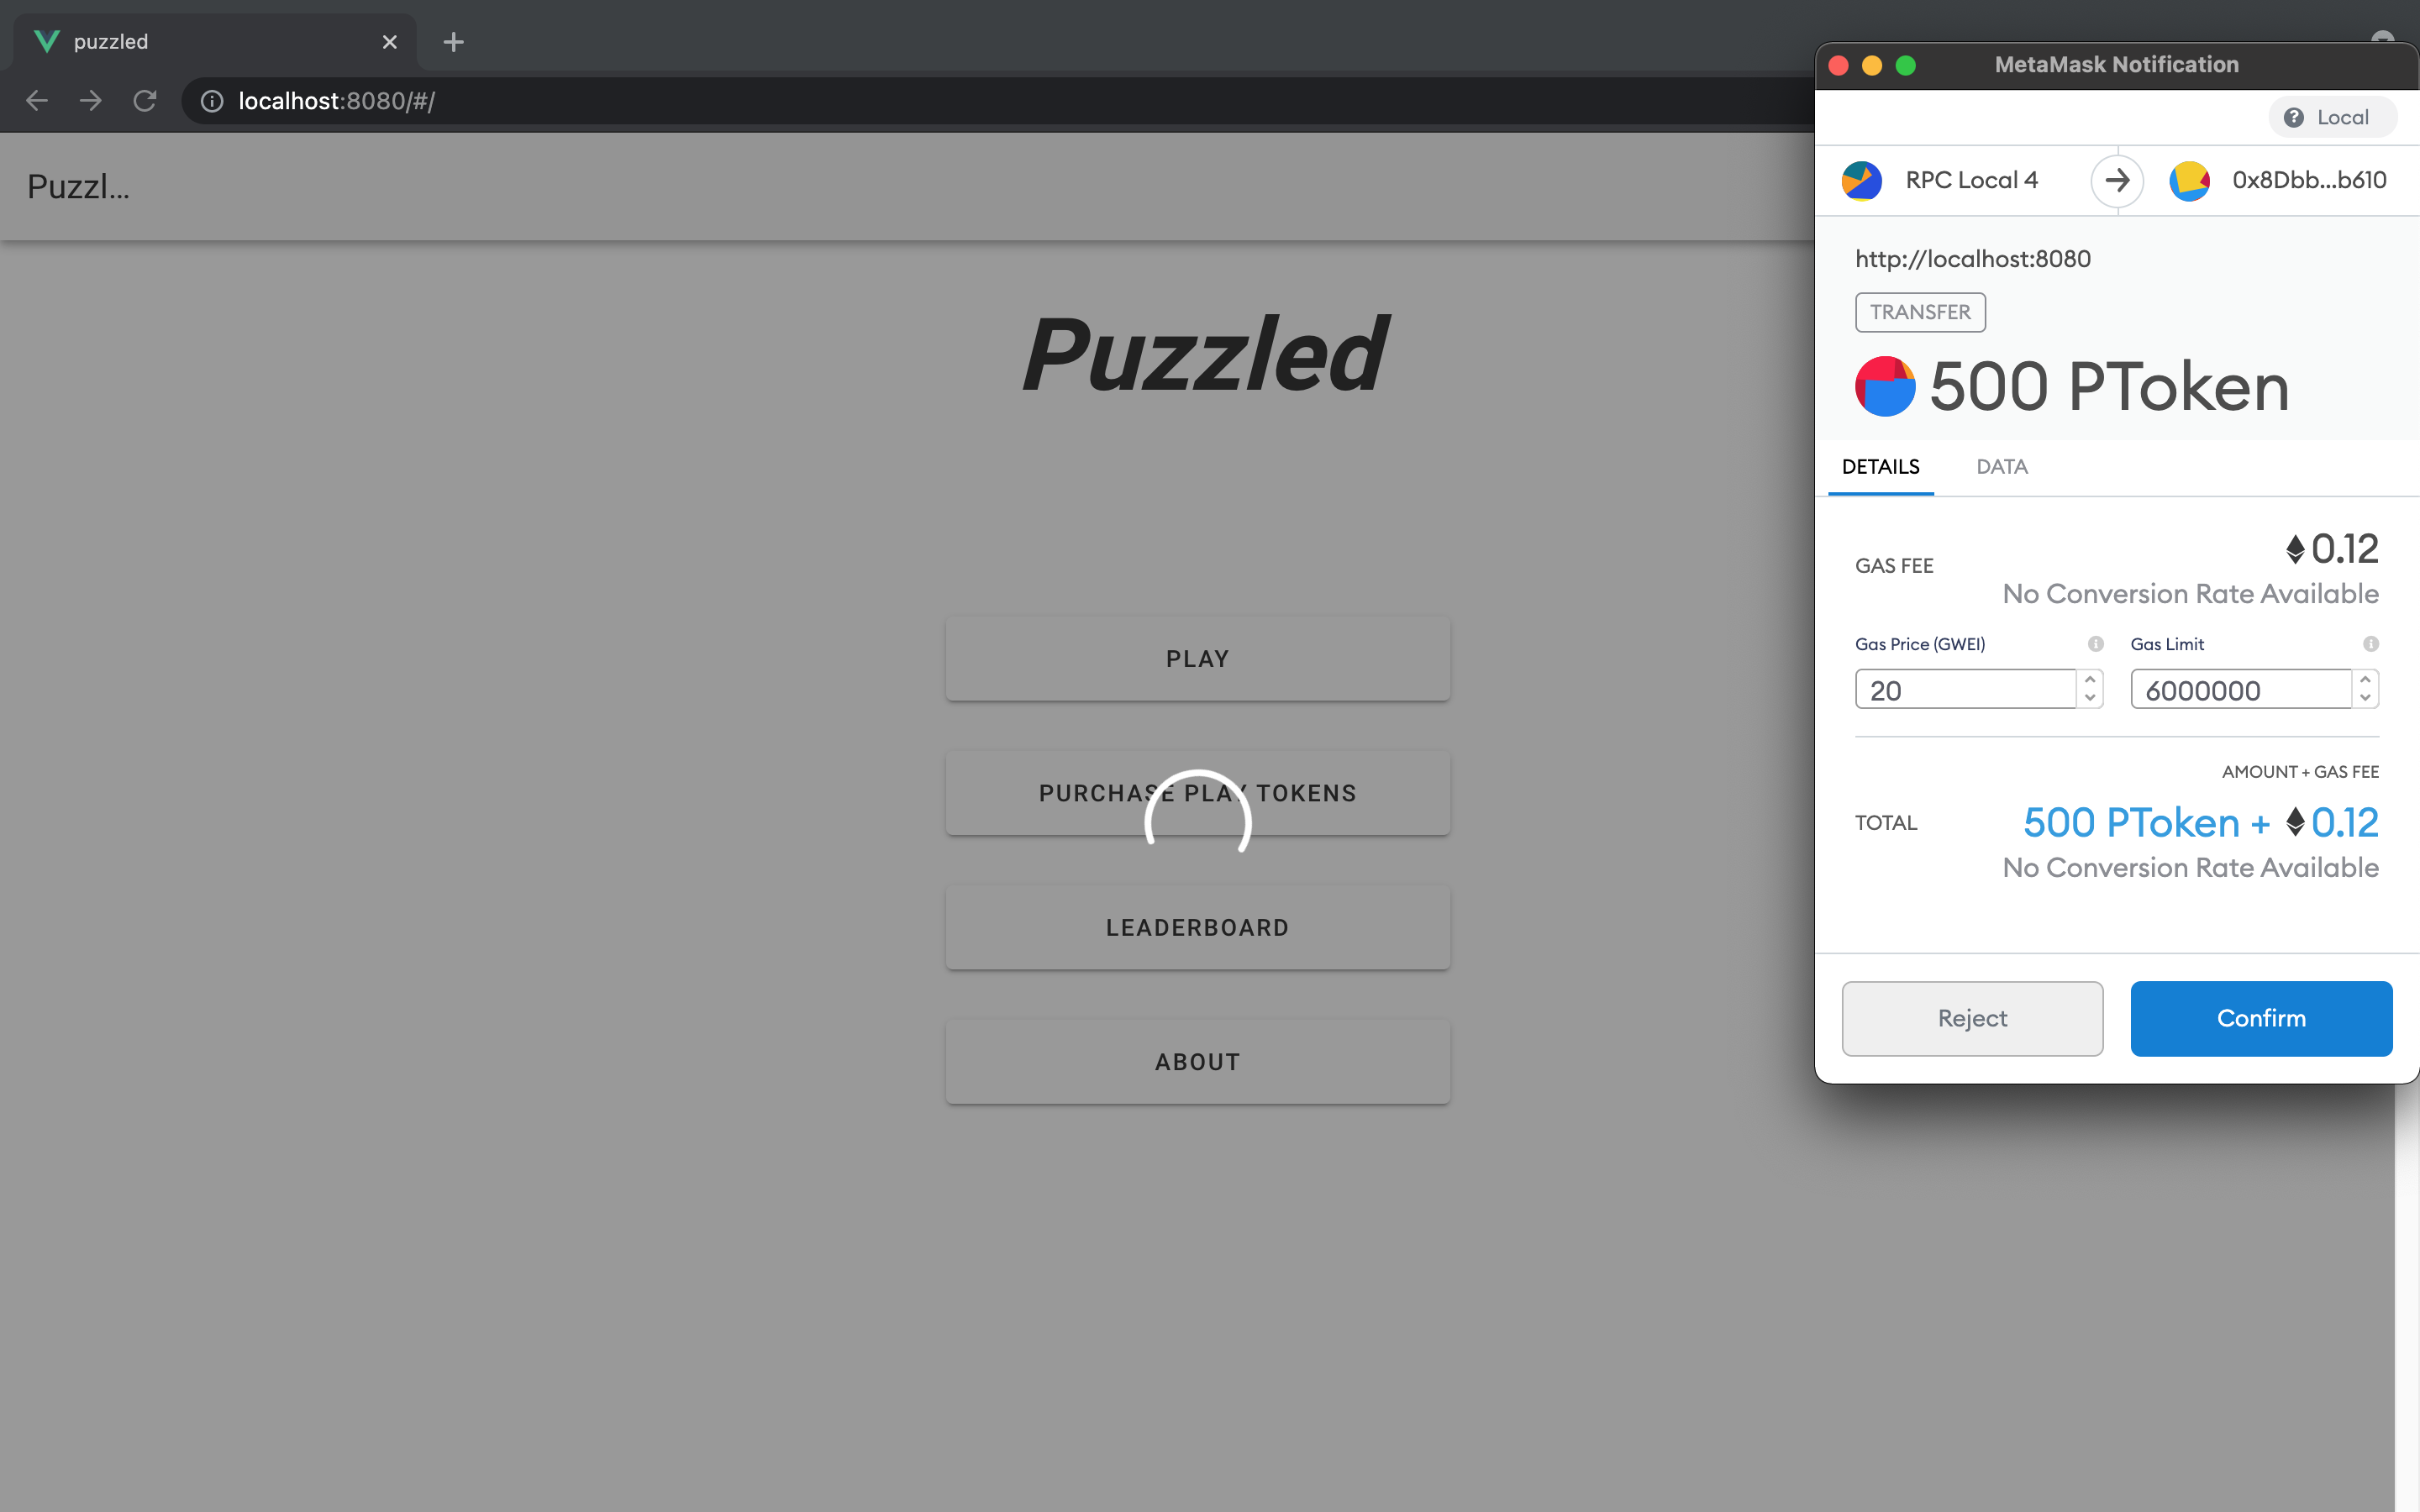 puzzled
localhost:8080/#/
Puzzl...
Puzzled
PLAY
PURCHASE PLAY TOKENS
LEADERBOARD
ABOUT
MetaMask Notification
Local
RPC Local 4
0x8Dbb...b610
http://localhost:8080
TRANSFER
500 PToken
DETAILS
DATA
GAS FEE
0.12
No Conversion Rate Available
Gas Price (GWEI)
Gas Limit
20
6000000
AMOUNT + GAS FEE
TOTAL
500 PToken + 0.12
No Conversion Rate Available
Reject
Confirm